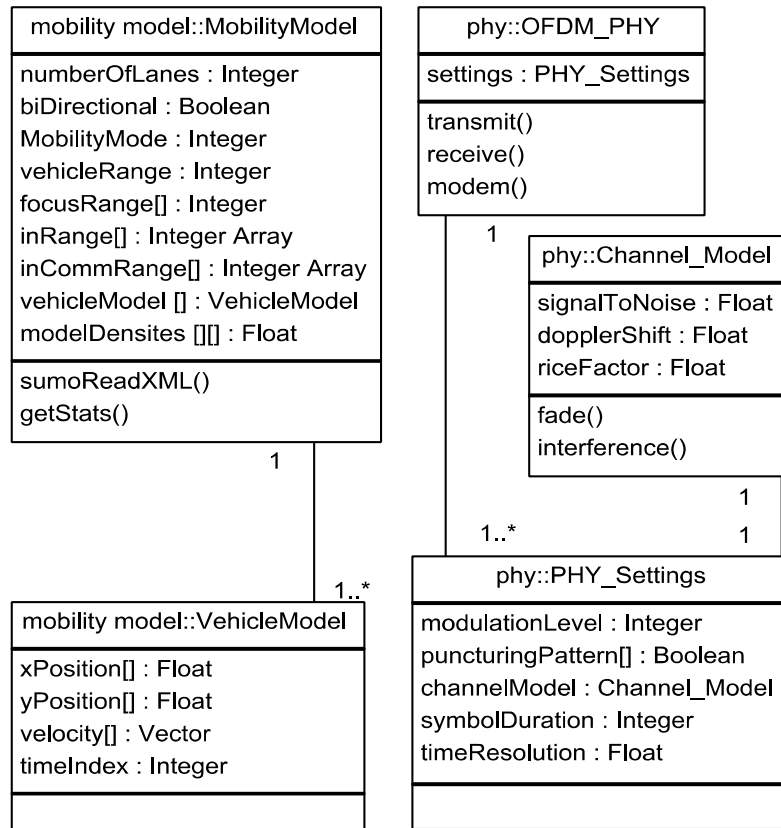 mobility model::MobilityModel
numberOfLanes : Integer
biDirectional : Boolean
MobilityMode : Integer
vehicleRange : Integer
focusRange[] : Integer
inRange[] : Integer Array
inCommRange[] : Integer Array
vehicleModel [] : VehicleModel
modelDensites [][] : Float
sumoReadXML()
getStats()
1
1..*
mobility model::VehicleModel
xPosition[] : Float
yPosition[] : Float
velocity[] : Vector
timeIndex : Integer
phy::OFDM_PHY
settings : PHY_Settings
transmit()
receive()
modem()
1
phy::Channel_Model
signalToNoise : Float
dopplerShift : Float
riceFactor : Float
fade()
interference()
1
1..*
1
phy::PHY_Settings
modulationLevel : Integer
puncturingPattern[] : Boolean
channelModel : Channel_Model
symbolDuration : Integer
timeResolution : Float